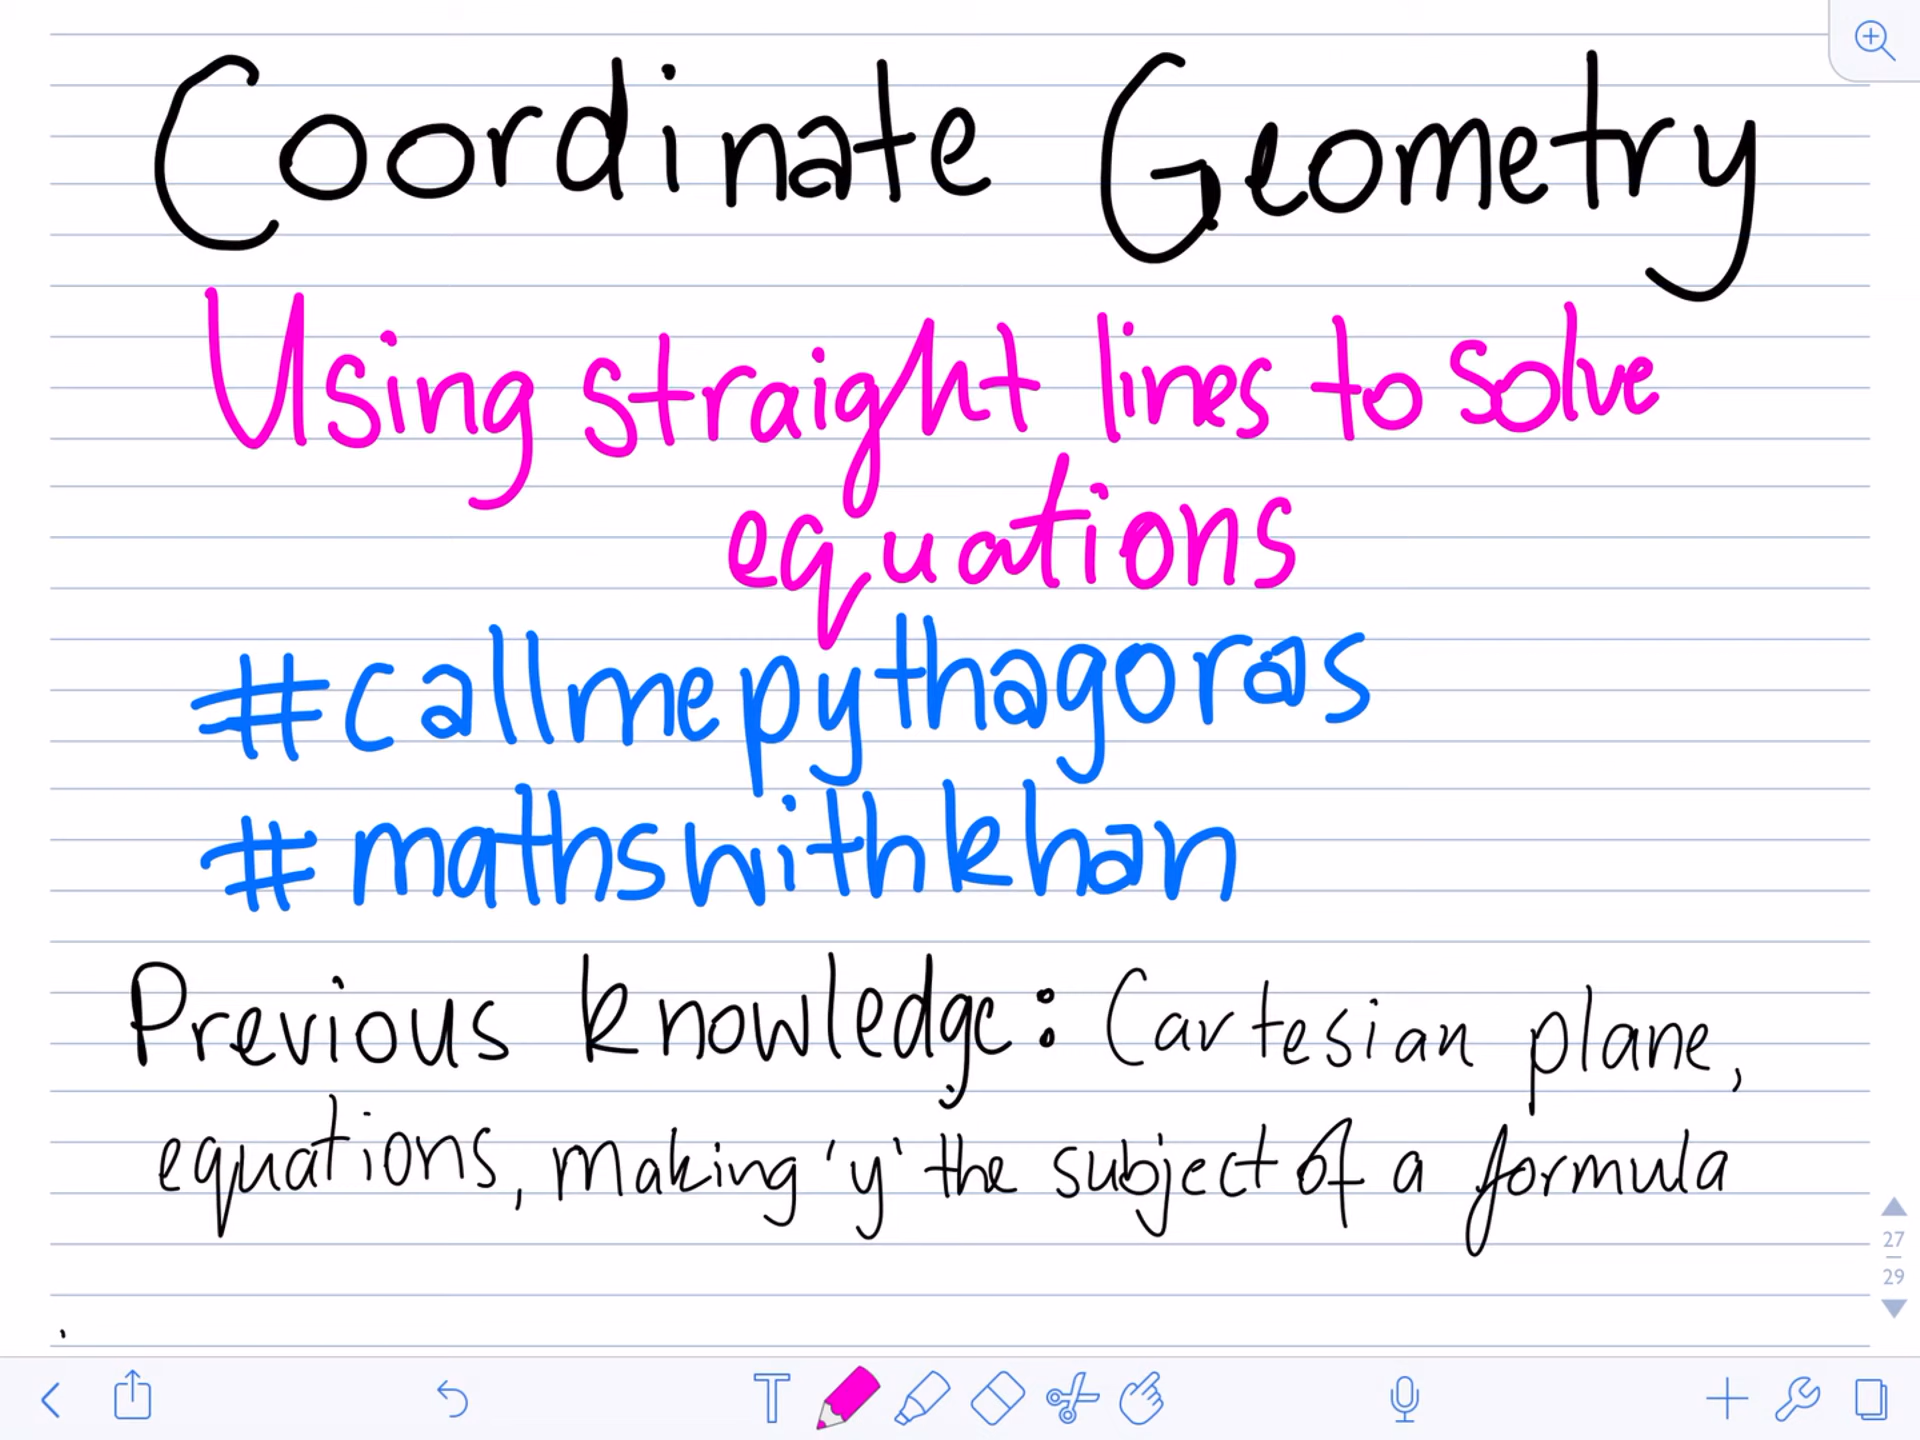 Coordinate Geometry
Using straight lines to solve
equations
#callmepythagoras
#mathswithkhan
Previous knowledge: Cartesian plane,
equations, making 'y' the subject of a formula
27
29
T